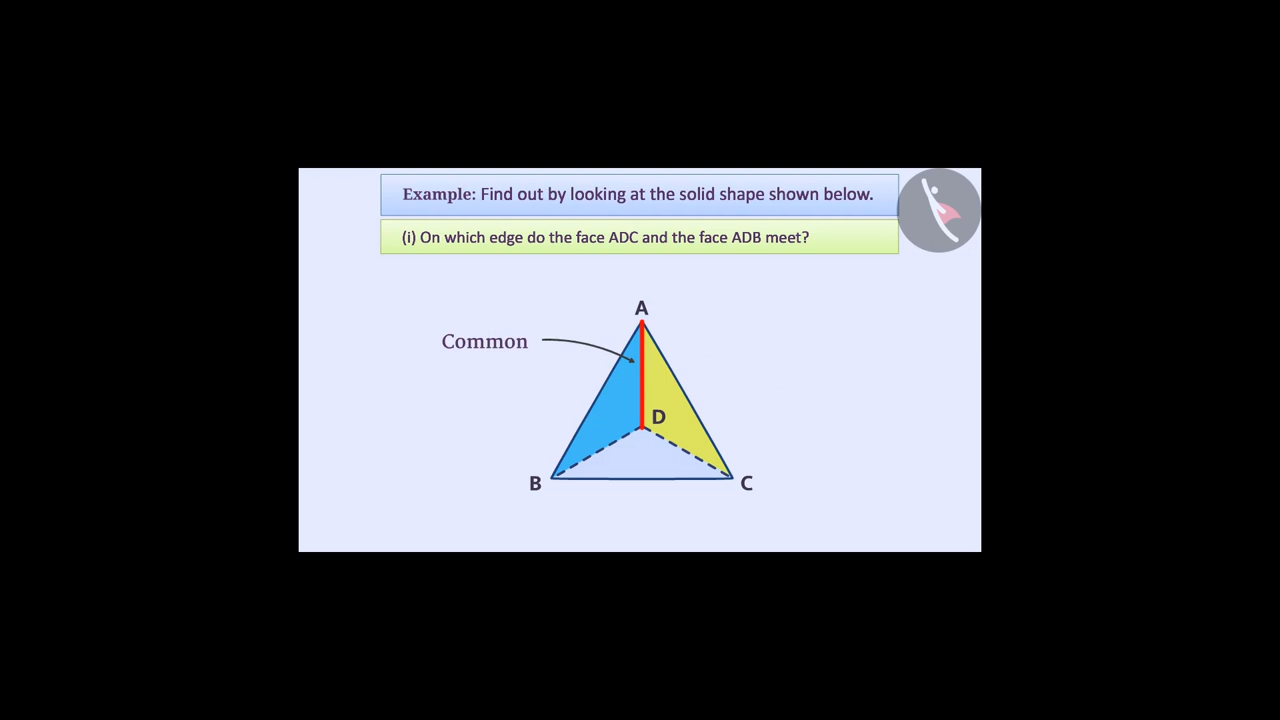 Example: Find out by looking at the solid shape shown below.
(i) On which edge do the face ADC and the face ADB meet?
A
Common
D
B
C